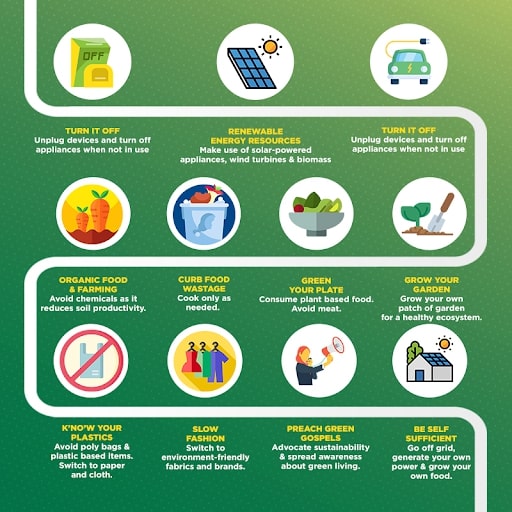 OFF
TURN IT OFF
Unplug devices and turn off
appliances when not in use
RENEWABLE
ENERGY RESOURCES
Make use of solar-powered
appliances, wind turbines & biomass
TURN IT OFF
Unplug devices and turn off
appliances when not in use
ORGANIC FOOD
& FARMING
Avoid chemicals as it
reduces soil productivity.
CURB FOOD
WASTAGE
Cook only as
needed.
GREEN
YOUR PLATE
Consume plant based food.
Avoid meat.
GROW YOUR
GARDEN
Grow your own
patch of garden
for a healthy ecosystem.
K'NO'W YOUR
PLASTICS
Avoid poly bags &
plastic based items.
Switch to paper
and cloth.
SLOW
FASHION
Switch to
environment-friendly
fabrics and brands.
PREACH GREEN
GOSPELS
Advocate sustainability
& spread awareness
about green living.
BE SELF
SUFFICIENT
Go off grid,
generate your own
power & grow your
own food.